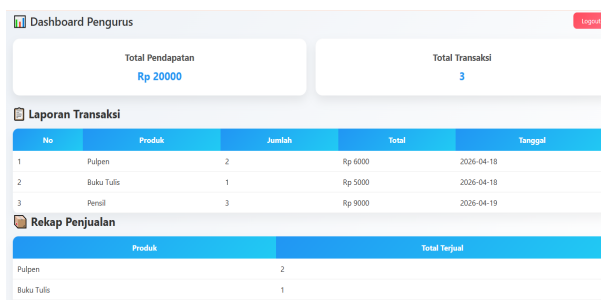 Dashboard Pengurus
Logout
Total Pendapatan
Rp 20000
Total Transaksi
3
Laporan Transaksi
No Produk Jumlah Total Tanggal
1 Pulpen 2 Rp 6000 2026-04-18
2 Buku Tulis 1 Rp 5000 2026-04-18
3 Pensil 3 Rp 9000 2026-04-19
Rekap Penjualan
Produk Total Terjual
Pulpen 2
Buku Tulis 1